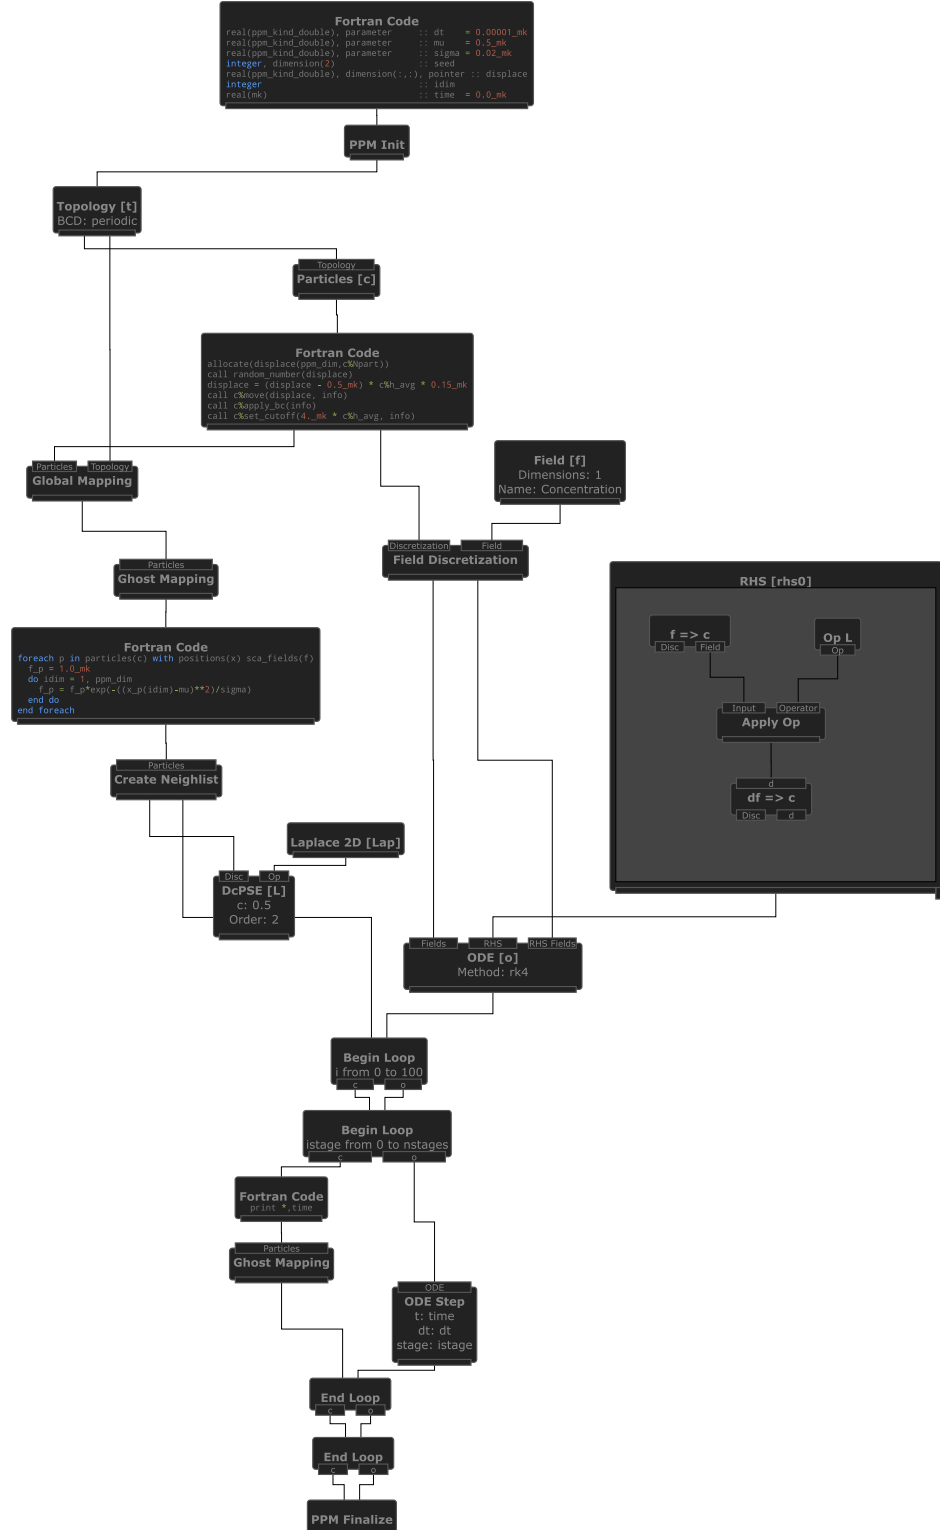 Fortran Code
real(ppm_kind_double), parameter :: dt = 0.00001_mk
real(ppm_kind_double), parameter :: mu = 0.5_mk
real(ppm_kind_double), parameter :: sigma = 0.02_mk
integer, dimension(2) :: seed
real(ppm_kind_double), dimension(:,:), pointer :: displace
integer :: idim
real(mk) :: time = 0.0_mk
PPM Init
Topology [t]
BCD: periodic
Topology
Particles [c]
Fortran Code
allocate(displace(ppm_dim,c%Npart))
call random_number(displace)
displace = (displace - 0.5_mk) * c%h_avg * 0.15_mk
call c%move(displace, info)
call c%apply_bc(info)
call c%set_cutoff(4._mk * c%h_avg, info)
Particles Topology
Global Mapping
Field [f]
Dimensions: 1
Name: Concentration
Discretization Field
Field Discretization
Particles
Ghost Mapping
RHS [rhs0]
f => c
Disc Field
Op L
Op
Input Operator
Apply Op
d
df => c
Disc d
Fortran Code
foreach p in particles(c) with positions(x) sca_fields(f)
f_p = 1.0_mk
do idim = 1, ppm_dim
f_p = f_p*exp(-((x_p(idim)-mu)**2)/sigma)
end do
end foreach
Particles
Create Neighlist
Laplace 2D [Lap]
Disc Op
DcPSE [L]
c: 0.5
Order: 2
Fields RHS RHS Fields
ODE [o]
Method: rk4
Begin Loop
i from 0 to 100
c o
Begin Loop
istage from 0 to nstages
c o
Fortran Code
print *,time
Particles
Ghost Mapping
ODE
ODE Step
t: time
dt: dt
stage: istage
End Loop
c o
End Loop
c o
PPM Finalize